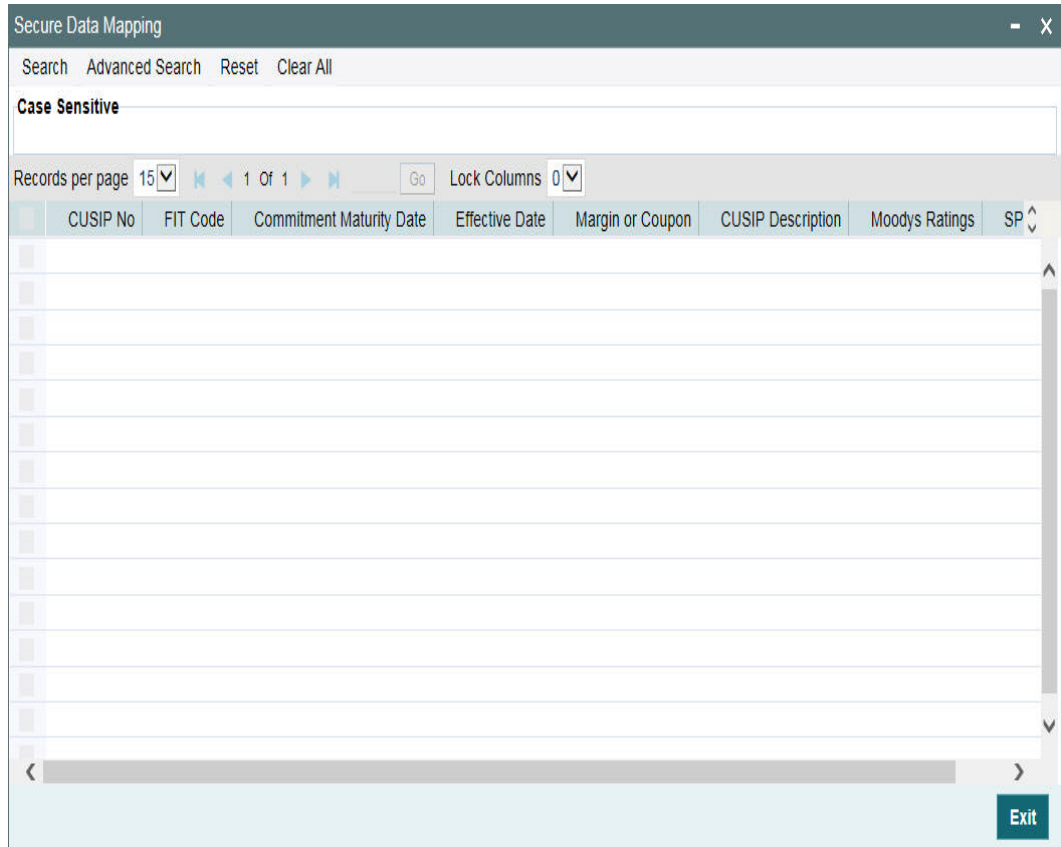 Secure Data Mapping
Search Advanced Search Reset Clear All
Case Sensitive
Records per page 15 1 Of 1 Go Lock Columns 0
CUSIP No FIT Code Commitment Maturity Date Effective Date Margin or Coupon CUSIP Description Moodys Ratings SP
Exit